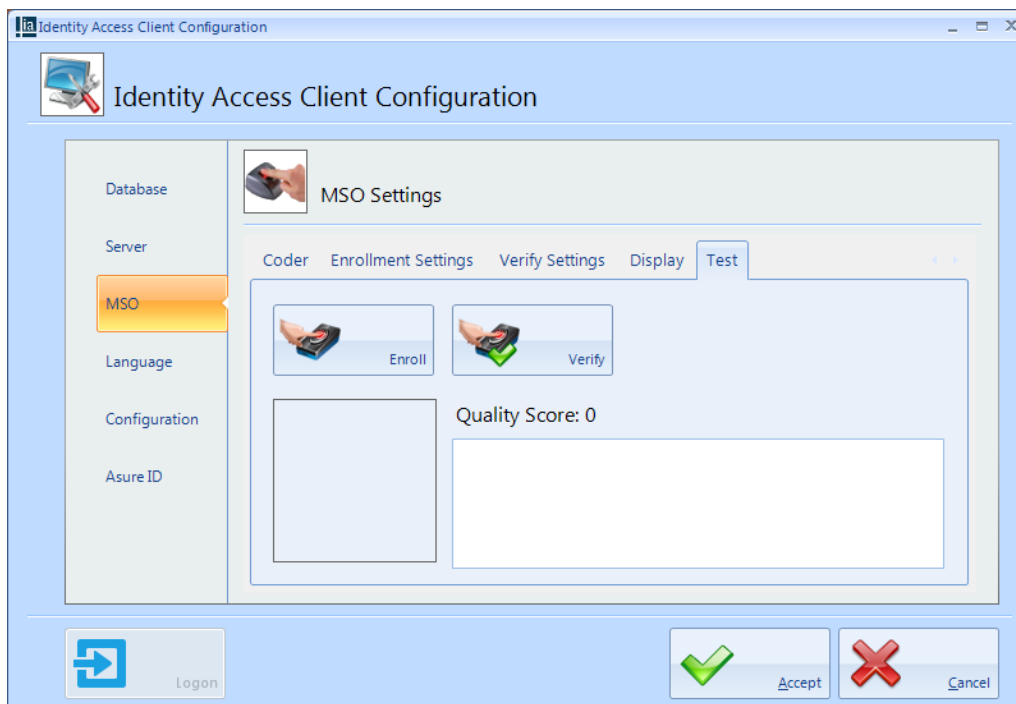 ia Identity Access Client Configuration
Identity Access Client Configuration
Database
Server
MSO
Language
Configuration
Asure ID
MSO Settings
Coder Enrollment Settings Verify Settings Display Test
Enroll Verify
Quality Score: 0
Logon Accept Cancel